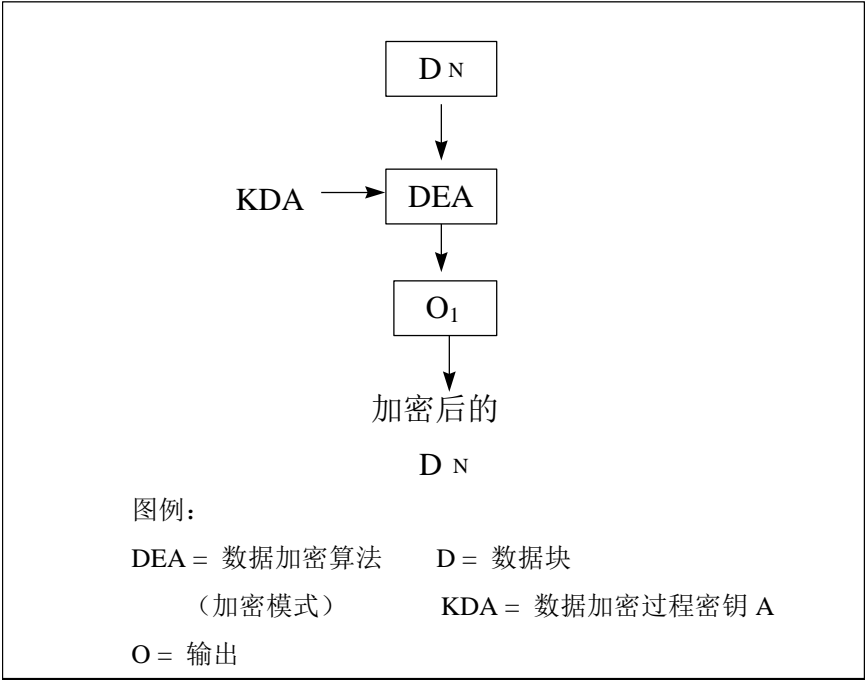 D N
KDA DEA
O₁
加密后的
D N
图例：
DEA = 数据加密算法 D = 数据块
（加密模式） KDA = 数据加密过程密钥 A
O = 输出